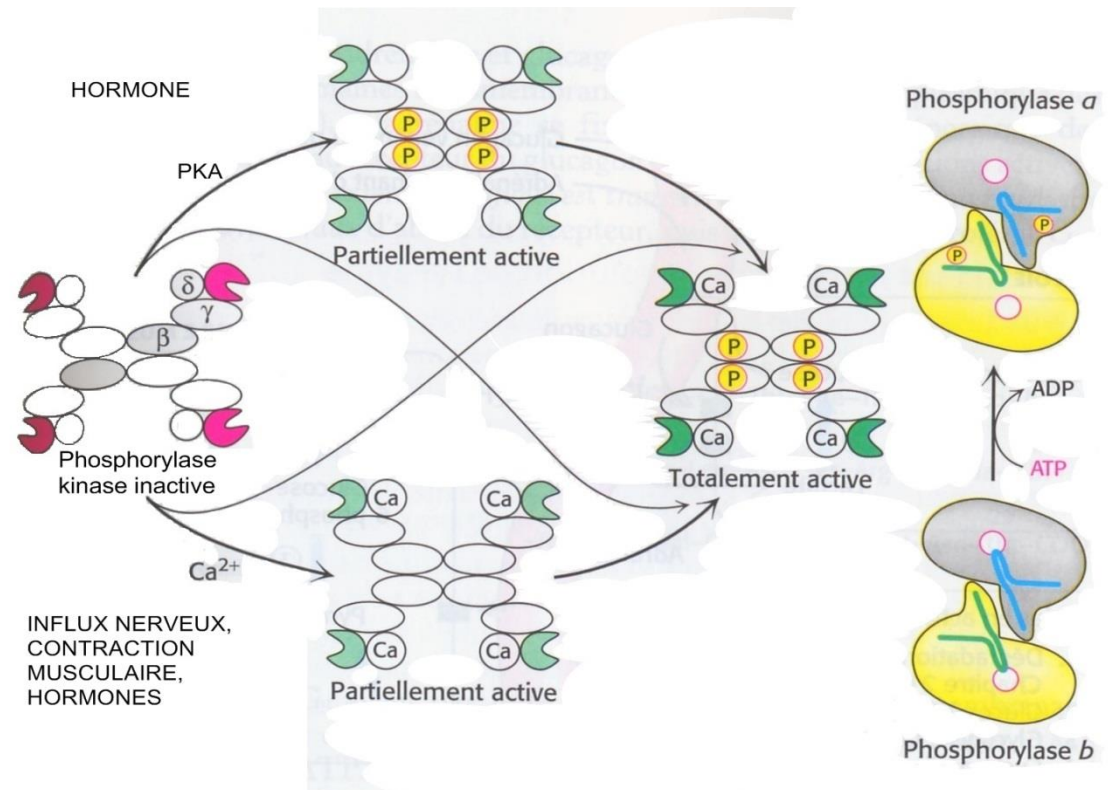 HORMONE
PKA
P P
P P
Partiellement active
Phosphorylase a
P
P
δ
γ
β
Phosphorylase
kinase inactive
Ca Ca
P P
P P
Ca Ca
Totalement active
ADP
ATP
Ca²⁺
Ca Ca
Ca Ca
Partiellement active
INFLUX NERVEUX,
CONTRACTION
MUSCULAIRE,
HORMONES
Phosphorylase b